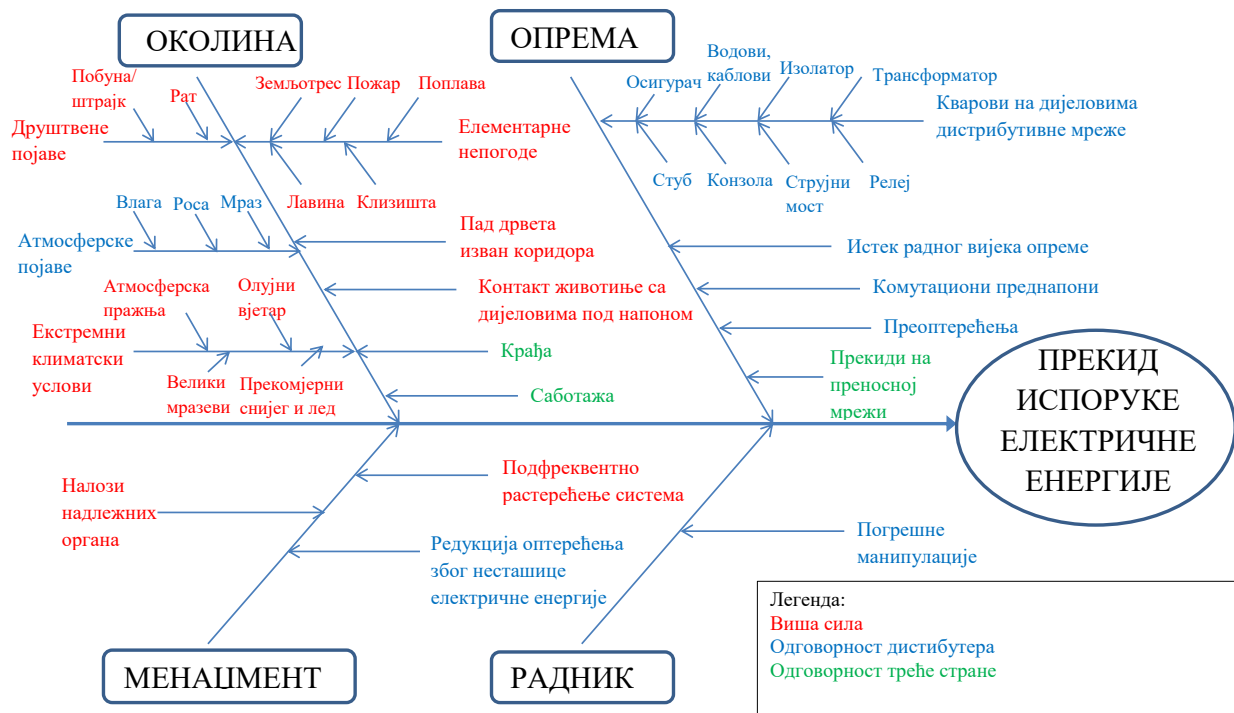 ОКОЛИНА
ОПРЕМА
Побуна/
штрајк
Рат
Земљотрес
Пожар
Поплава
Друштвене
појаве
Елементарне
непогоде
Лавина
Клизишта
Осигурач
Водови,
каблови
Изолатор
Трансформатор
Кварови на дијеловима
дистрибутивне мреже
Стуб
Конзола
Струјни
мост
Релеј
Влага
Роса
Мраз
Атмосферске
појаве
Пад дрвета
изван коридора
Истек радног вијека опреме
Атмосферска
пражња
Олујни
вјетар
Контакт животиње са
дијеловима под напоном
Комутациони преднапони
Екстремни
климатски
услови
Велики
мразеви
Прекомјерни
снијег и лед
Крађа
Саботажа
Преоптерећења
Прекиди на
преносној
мрежи
ПРЕКИД
ИСПОРУКЕ
ЕЛЕКТРИЧНЕ
ЕНЕРГИЈЕ
Налози
надлежних
органа
Подфреквентно
растерећење система
Редукција оптерећења
због несташице
електричне енергије
Погрешне
манипулације
МЕНАЏМЕНТ
РАДНИК
Легенда:
Виша сила
Одговорност дистибутера
Одговорност треће стране